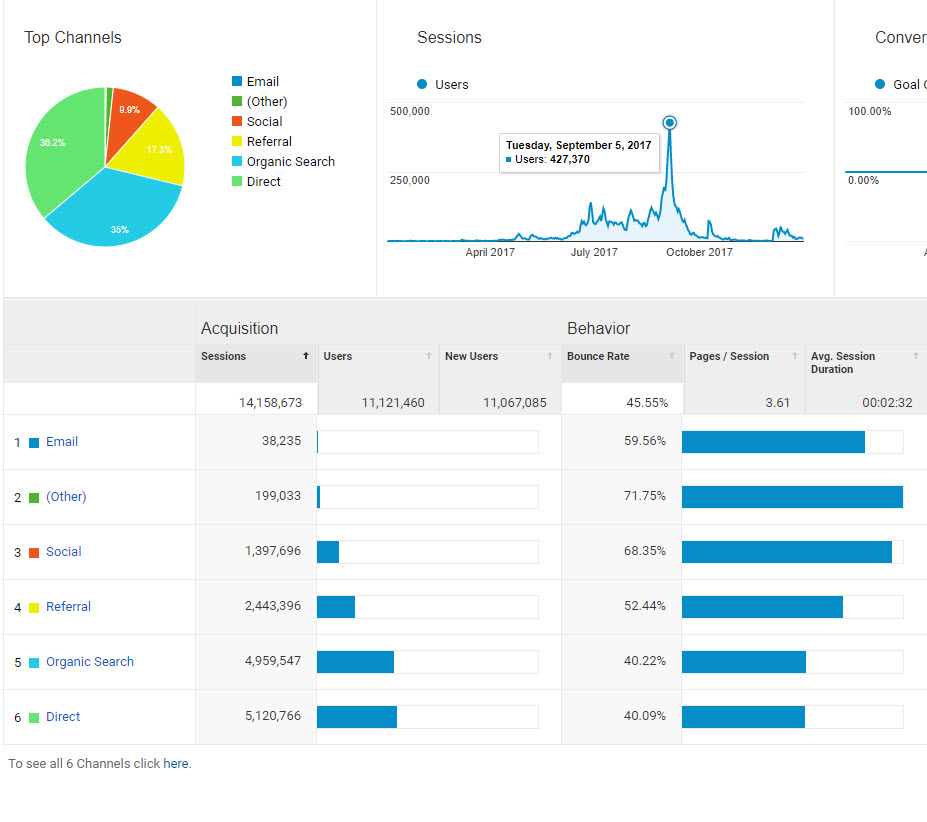 Top Channels
Email
(Other)
Social
Referral
Organic Search
Direct
9.9%
17.3%
35%
36.2%
Sessions
Users
500,000
250,000
Tuesday, September 5, 2017
Users: 427,370
April 2017
July 2017
October 2017
Conver
Goal
100.00%
0.00%
Acquisition Behavior
Sessions Users New Users Bounce Rate Pages / Session Avg. Session
Duration
14,158,673 11,121,460 11,067,085 45.55% 3.61 00:02:32
1 Email 38,235 59.56%
2 (Other) 199,033 71.75%
3 Social 1,397,696 68.35%
4 Referral 2,443,396 52.44%
5 Organic Search 4,959,547 40.22%
6 Direct 5,120,766 40.09%
To see all 6 Channels click here.